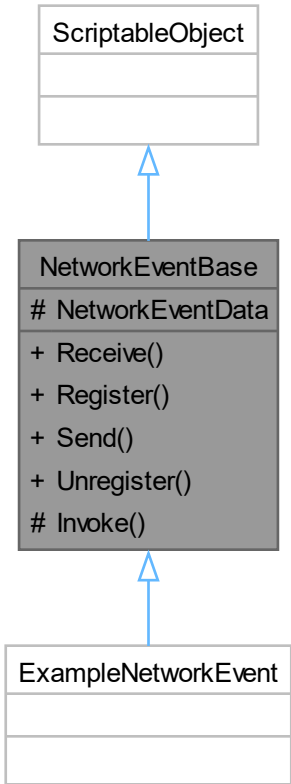 ScriptableObject
NetworkEventBase
# NetworkEventData
+ Receive()
+ Register()
+ Send()
+ Unregister()
# Invoke()
ExampleNetworkEvent